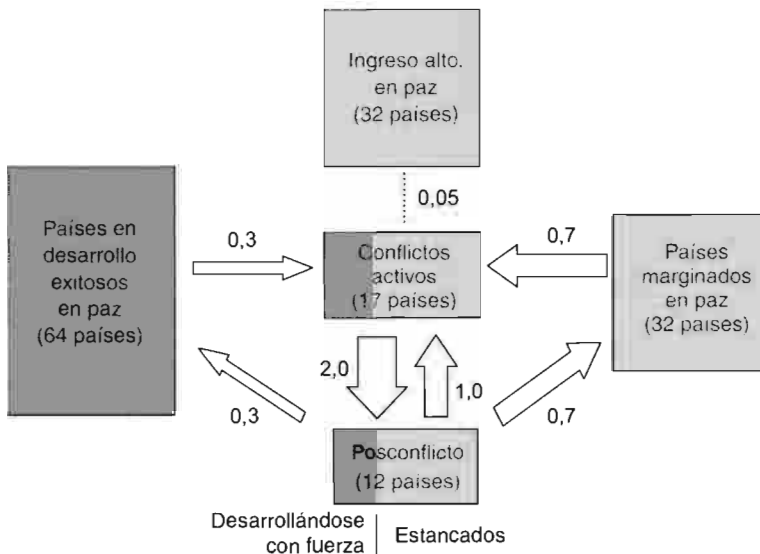 Ingreso alto.
en paz
(32 países)
0,05
Países en
desarrollo
exitosos
en paz
(64 países)
0,3
Conflictos
activos
(17 países)
0,7
Países
marginados
en paz
(32 países)
2,0
1,0
0,3
0,7
Posconflicto
(12 países)
Desarrollándose
con fuerza
Estancados